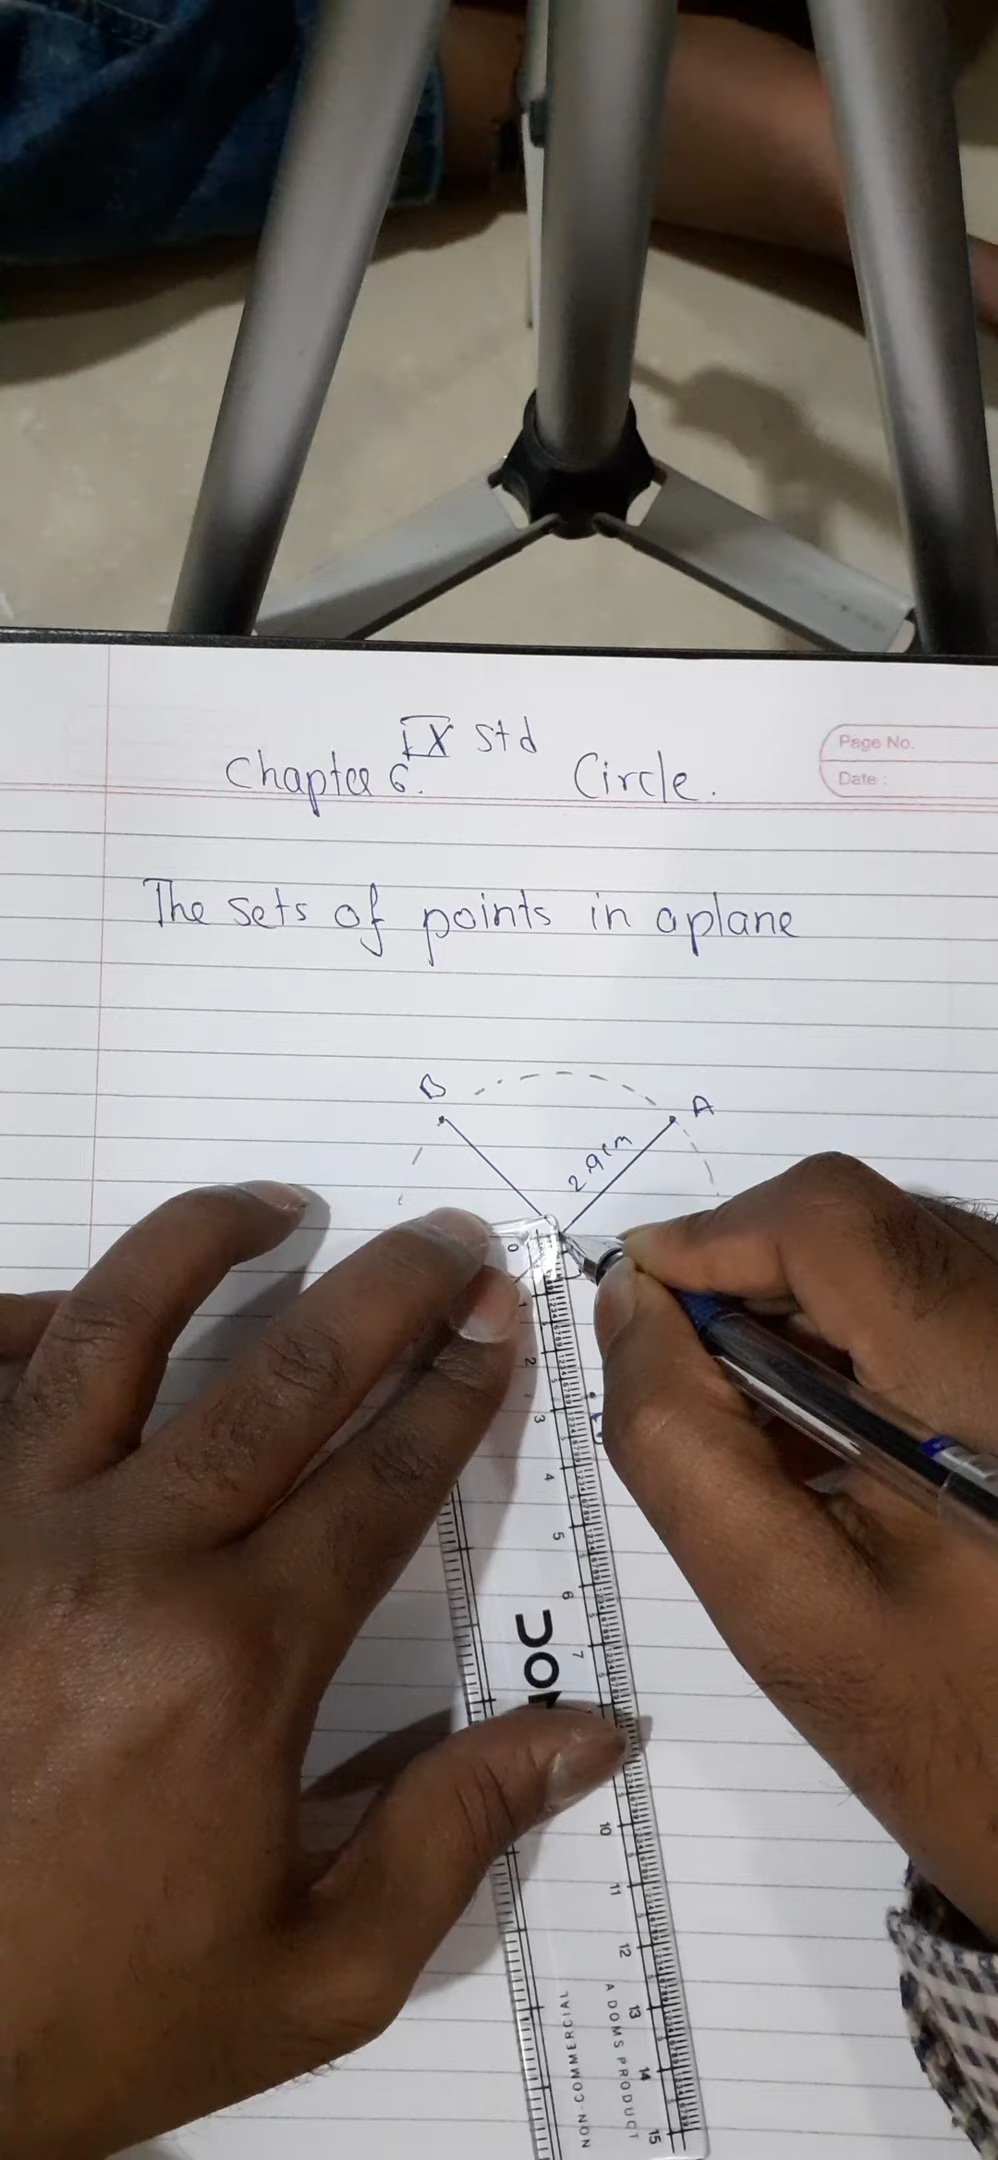 IX std
Chapter 6. Circle.
Page No.
Date :
The sets of points in a plane
B
A
2.9cm
0
1
2
3
4
5
6
7
10
11
12
13
14
15
NON-COMMERCIAL
A DOMS PRODUCT